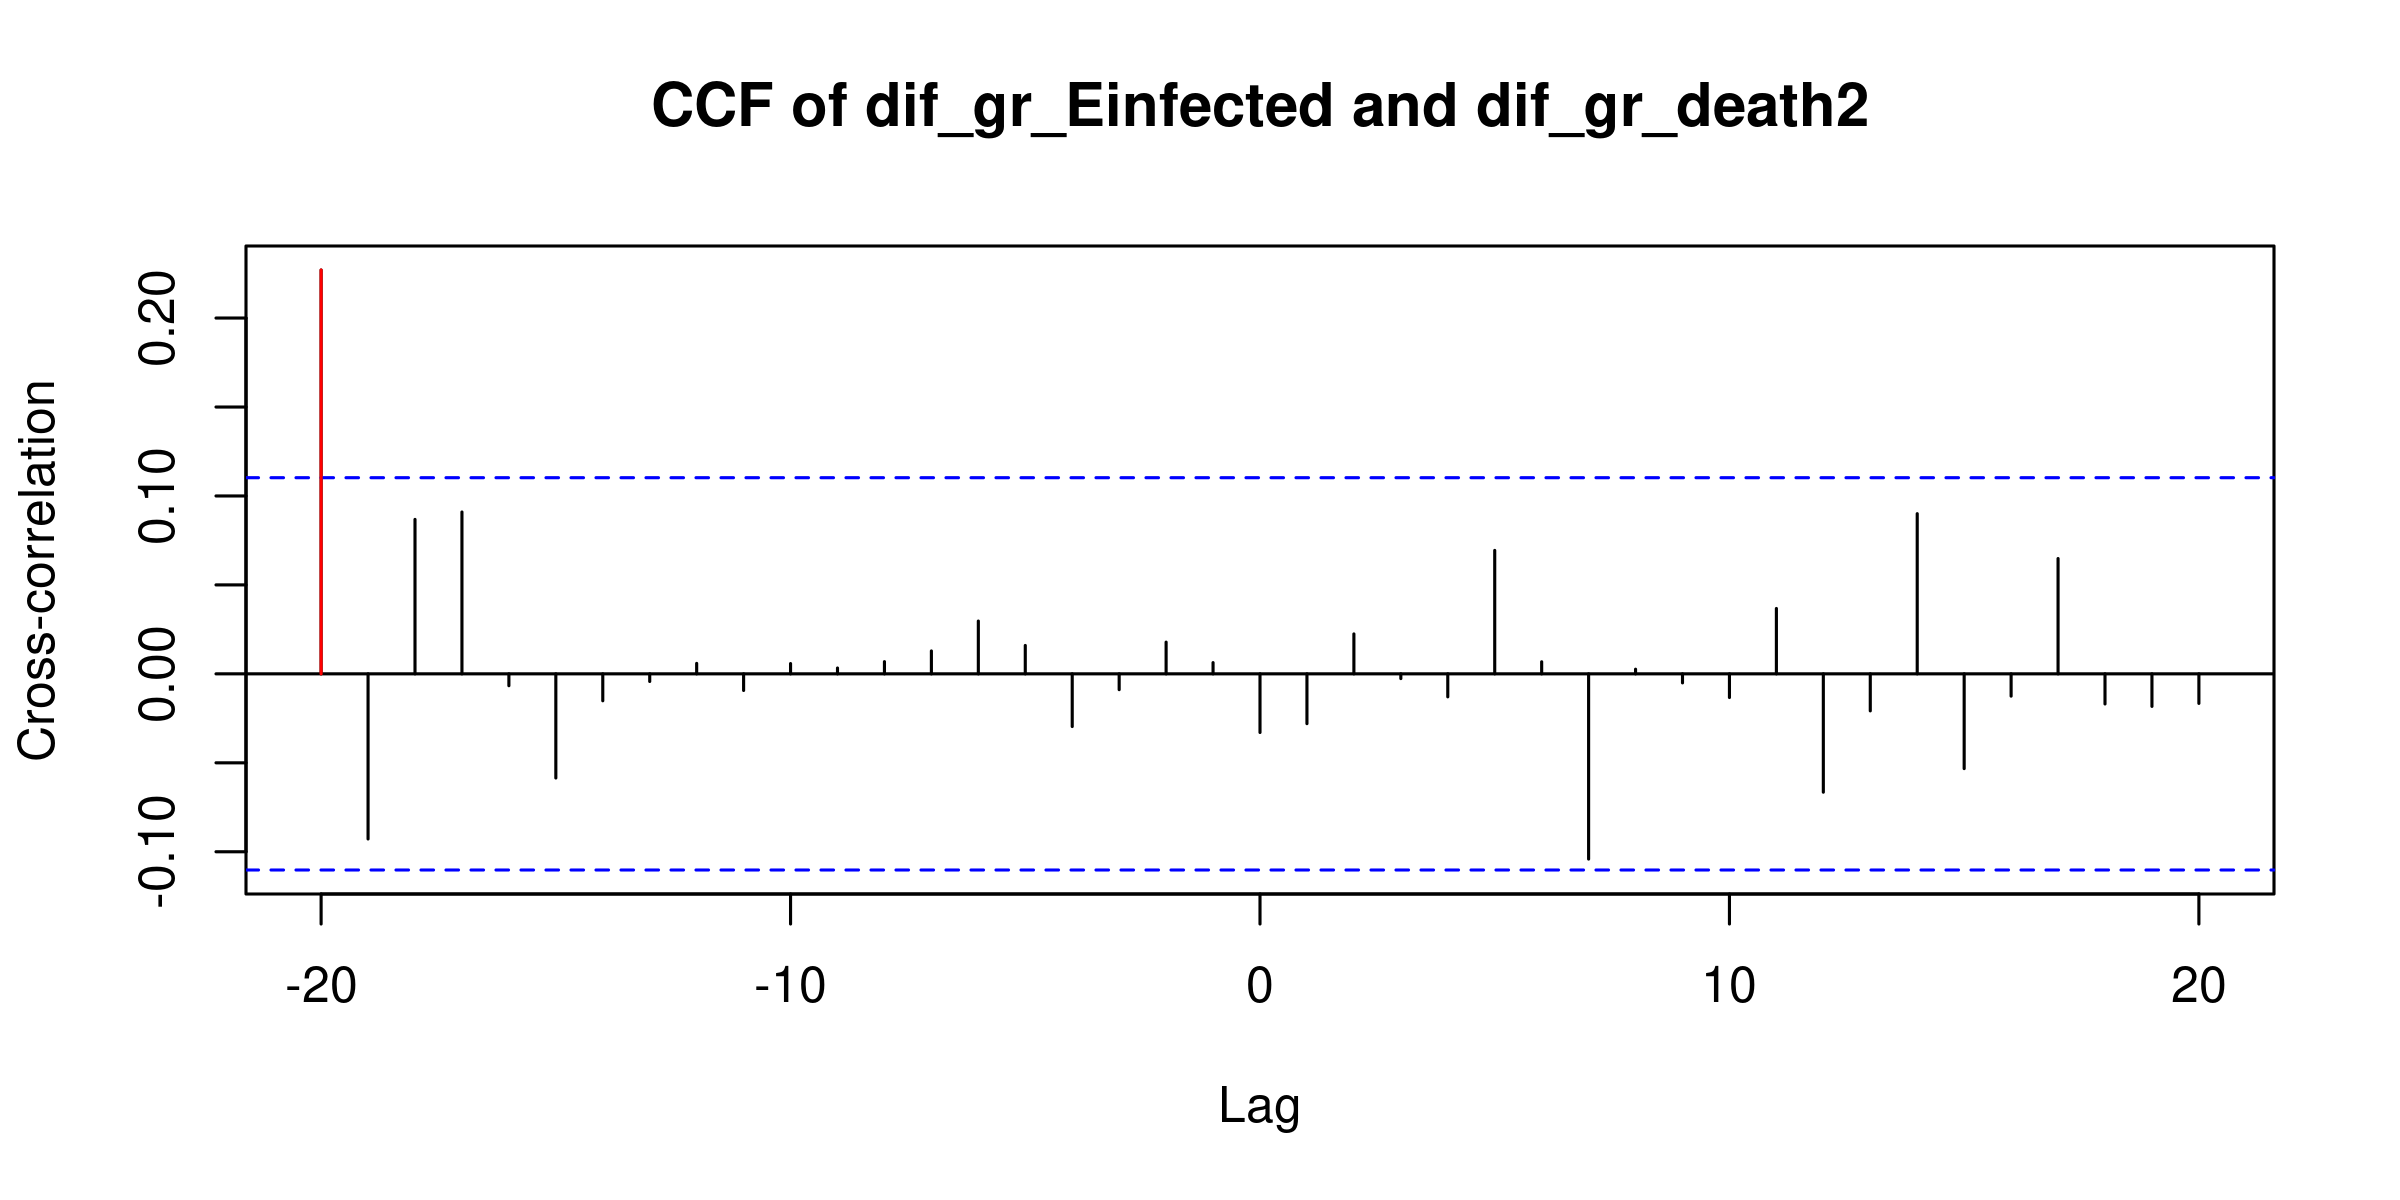 CCF of dif_gr_Einfected and dif_gr_death2
Cross-correlation
0.20
0.10
0.00
-0.10
-20 -10 0 10 20
Lag